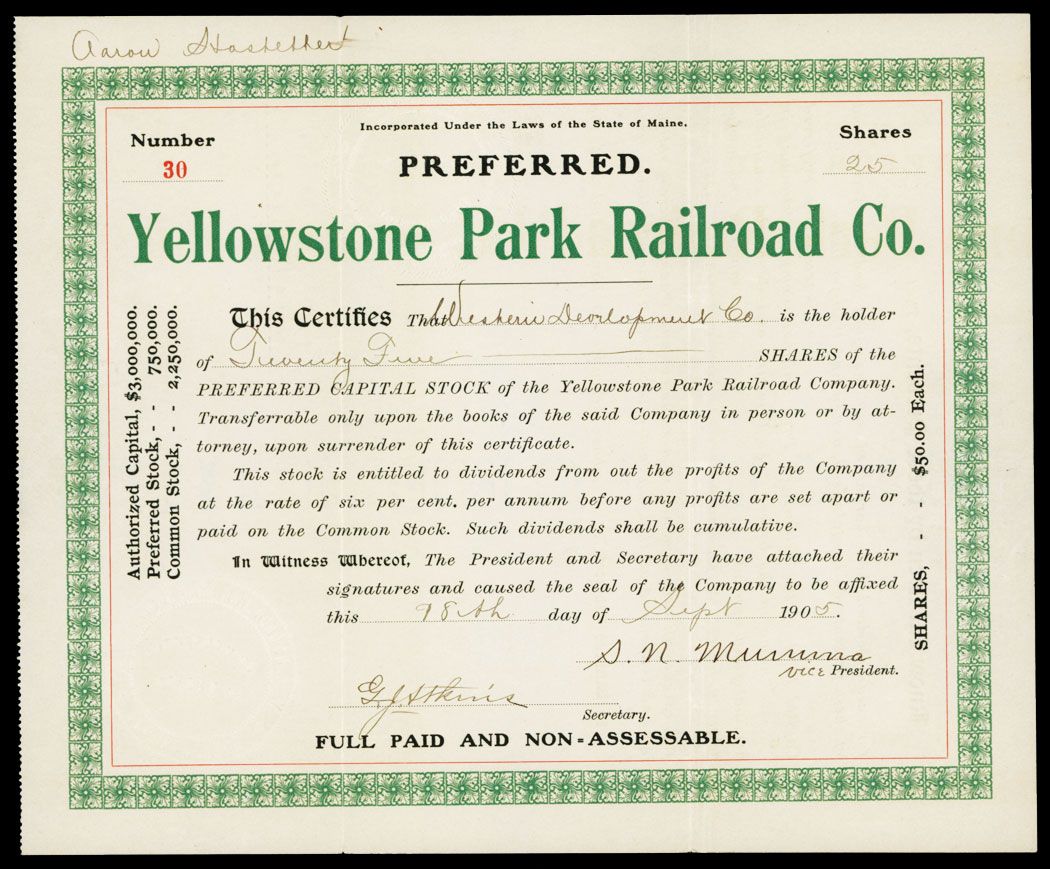 Aaron
Incorporated Under the Laws of the State of Maine.
Number
30
PREFERRED.
Shares
25
Yellowstone Park Railroad Co.
Authorized Capital, $3,000,000.
Preferred Stock, - - 750,000.
Common Stock, - - 2,250,000.
This Certifies That Western Development Co. is the holder
of Twenty Five SHARES of the
PREFERRED CAPITAL STOCK of the Yellowstone Park Railroad Company.
Transferrable only upon the books of the said Company in person or by at-
torney, upon surrender of this certificate.
This stock is entitled to dividends from out the profits of the Company
at the rate of six per cent. per annum before any profits are set apart or
paid on the Common Stock. Such dividends shall be cumulative.
In Witness Whereof, The President and Secretary have attached their
signatures and caused the seal of the Company to be affixed
this 28th day of Sept 1905.
SHARES, - - $50.00 Each.
S. N. Mumma
VICE President.
G. J. Atkins
Secretary.
FULL PAID AND NON=ASSESSABLE.